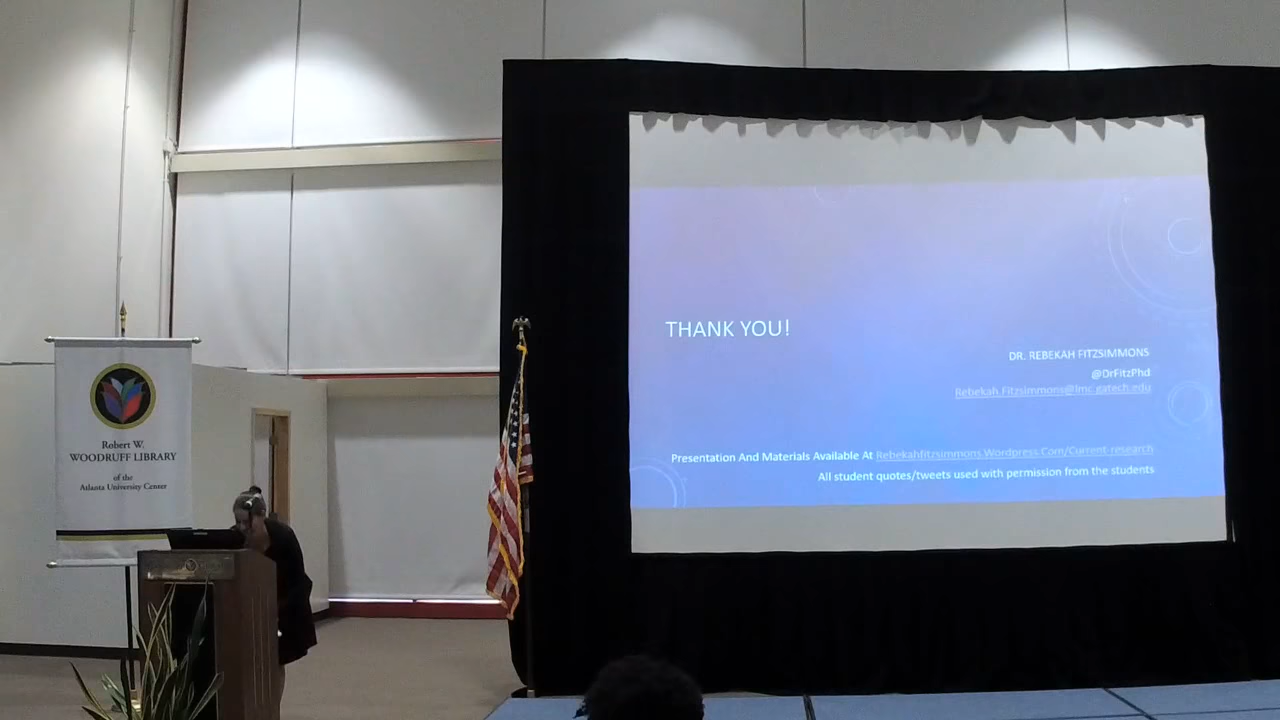 Robert W.
WOODRUFF LIBRARY
of the
Atlanta University Center
THANK YOU!
DR. REBEKAH FITZSIMMONS
@DrFitzPhd
Rebekah.Fitzsimmons@lmc.gatech.edu
Presentation And Materials Available At Rebekahfitzsimmons.Wordpress.Com/Current-research
All student quotes/tweets used with permission from the students